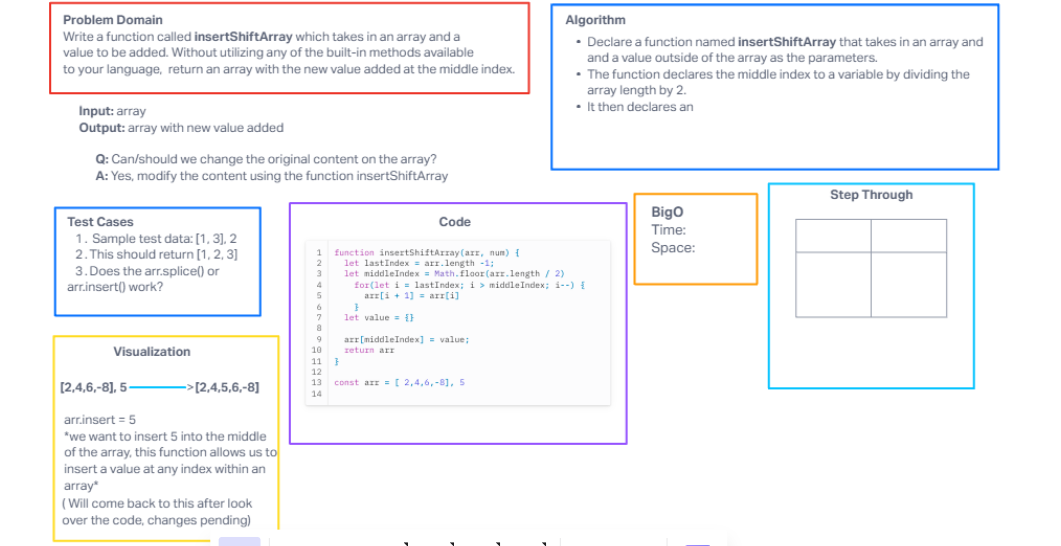 Problem Domain
Write a function called insertShiftArray which takes in an array and a
value to be added. Without utilizing any of the built-in methods available
to your language,  return an array with the new value added at the middle index.
Input: array
Output: array with new value added
Q: Can/should we change the original content on the array?
A: Yes, modify the content using the function insertShiftArray
Algorithm
• Declare a function named insertShiftArray that takes in an array and
and a value outside of the array as the parameters.
• The function declares the middle index to a variable by dividing the
array length by 2.
• It then declares an
Test Cases
1. Sample test data: [1, 3], 2
2. This should return [1, 2, 3]
3. Does the arr.splice() or
arr.insert() work?
Visualization
[2,4,6,-8], 5 > [2,4,5,6,-8]
arr.insert = 5
*we want to insert 5 into the middle
of the array, this function allows us to
insert a value at any index within an
array*
( Will come back to this after look
over the code, changes pending)
Code
1 function insertShiftArray(arr, num) {
2 let lastIndex = arr.length -1;
3 let middleIndex = Math.floor(arr.length / 2)
4 for(let i = lastIndex; i > middleIndex; i--) {
5 arr[i + 1] = arr[i]
6 }
7 let value = {}
8
9 arr[middleIndex] = value;
10 return arr
11 }
12
13 const arr = [ 2,4,6,-8], 5
14
BigO
Time:
Space:
Step Through